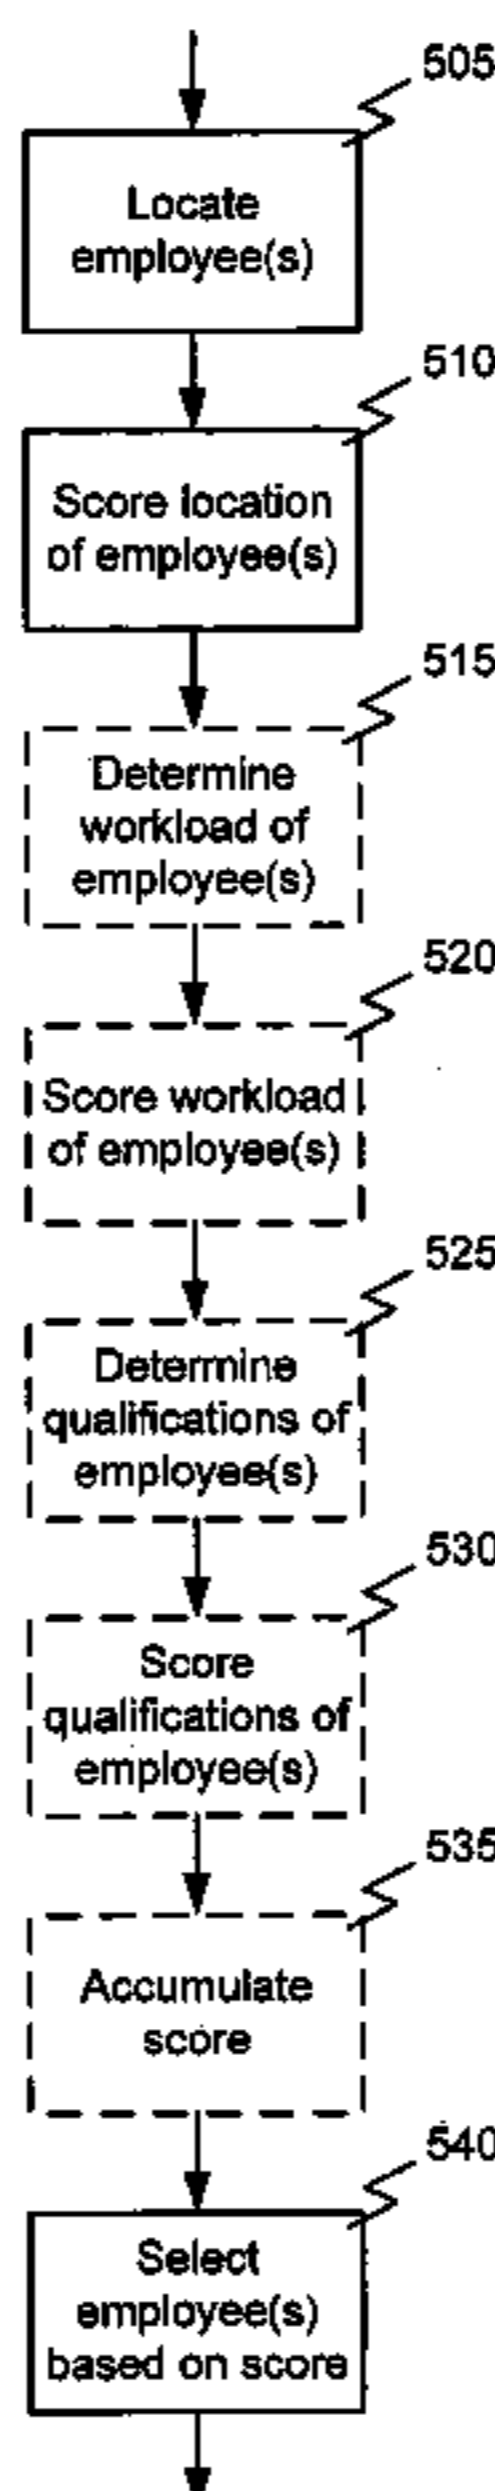 505
Locate
employee(s)
510
Score location
of employee(s)
515
Determine
workload of
employee(s)
520
Score workload
of employee(s)
525
Determine
qualifications of
employee(s)
530
Score
qualifications of
employee(s)
535
Accumulate
score
540
Select
employee(s)
based on score